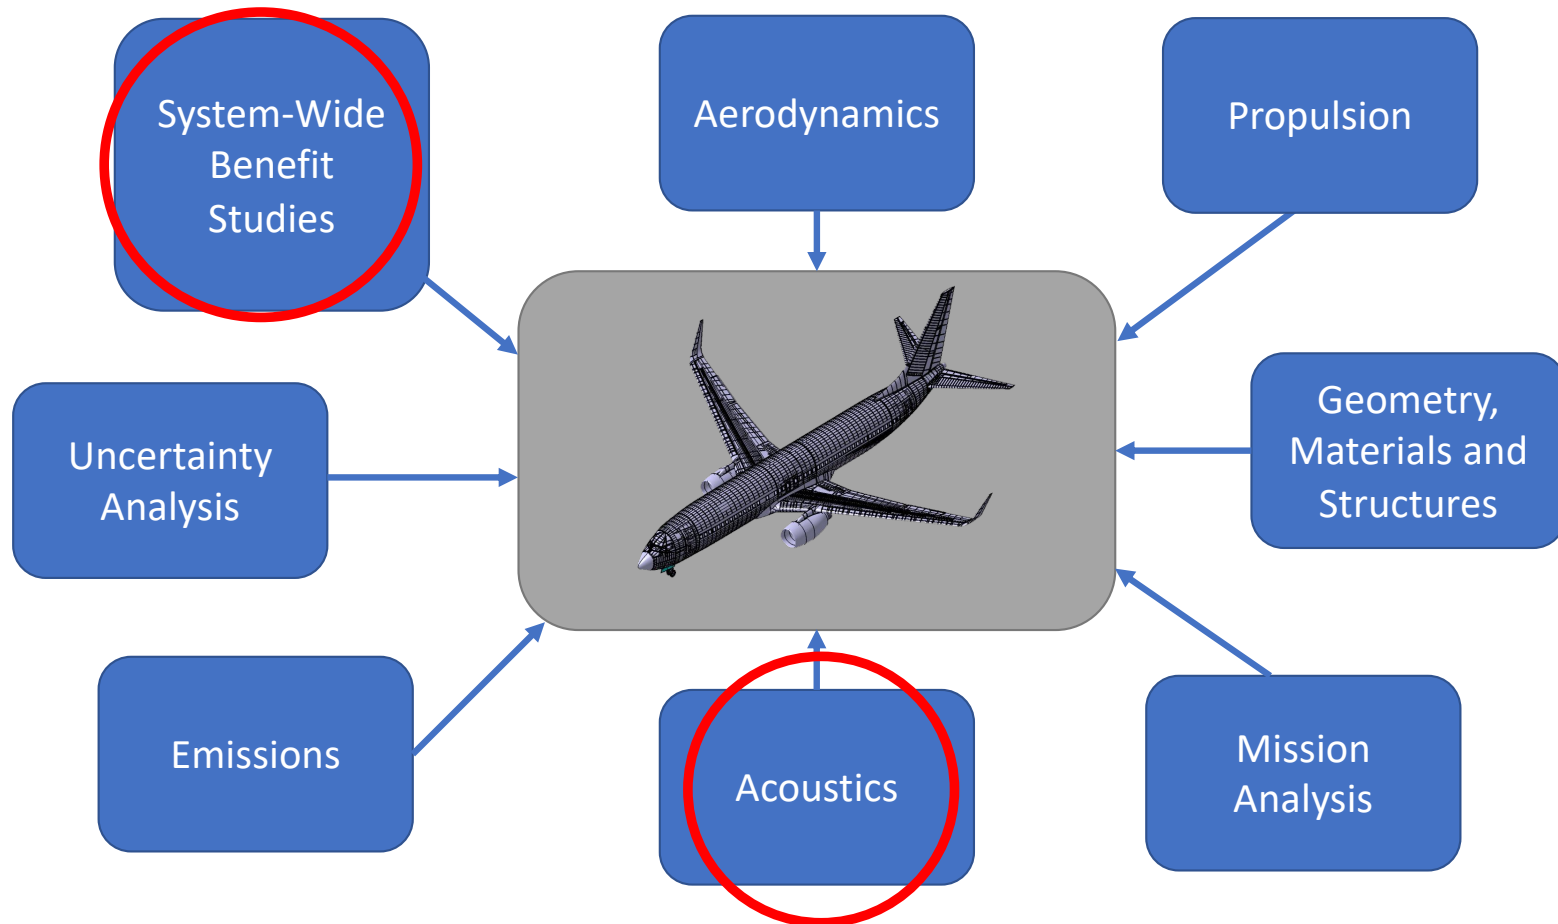 System-Wide
Benefit
Studies
Aerodynamics
Propulsion
Uncertainty
Analysis
Geometry,
Materials and
Structures
Emissions
Acoustics
Mission
Analysis